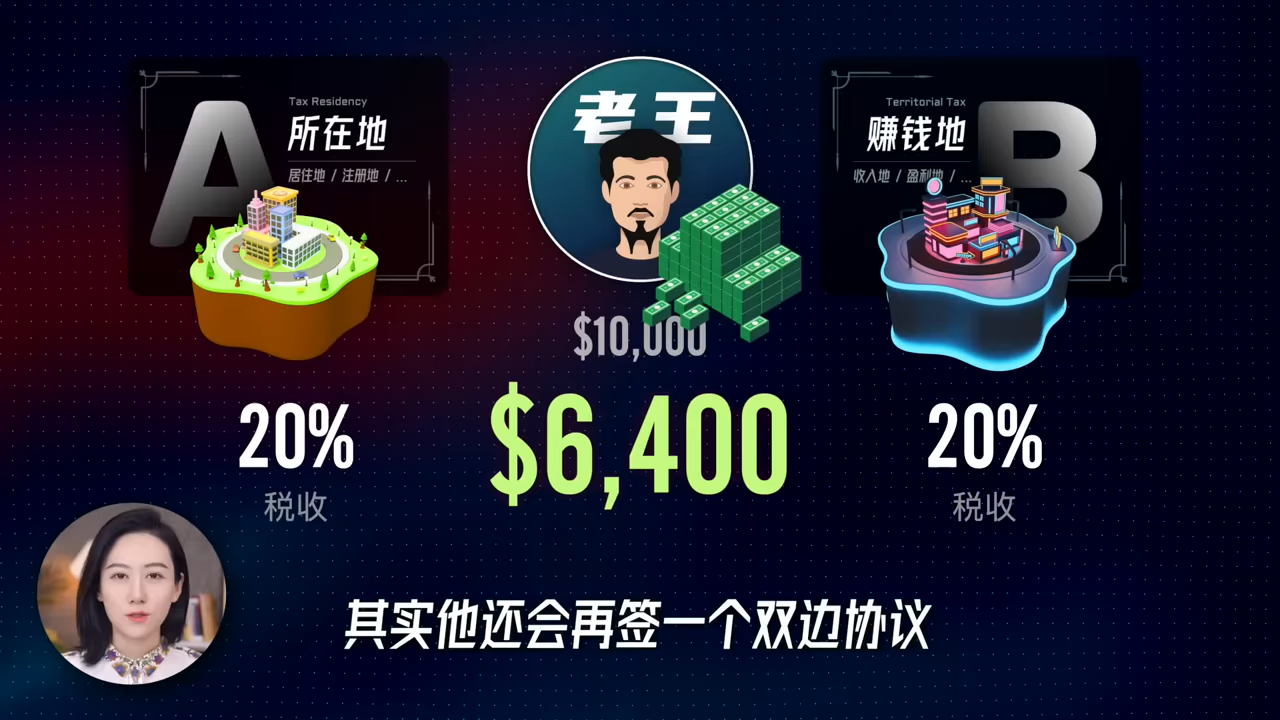 A
Tax Residency
所在地
居住地 / 注册地 / ...
老王
Territorial Tax
赚钱地
收入地 / 盈利地 / ...
B
$10,000
$6,400
20%
税收
20%
税收
其实他还会再签一个双边协议